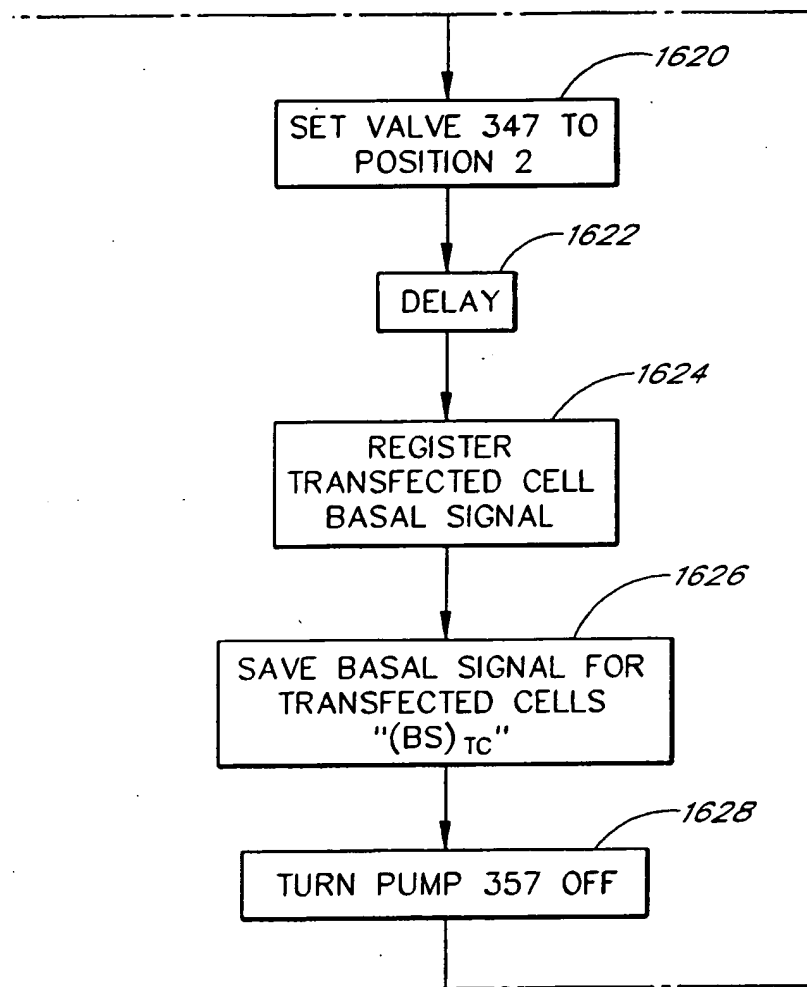 1620
SET VALVE 347 TO
POSITION 2
1622
DELAY
1624
REGISTER
TRANSFECTED CELL
BASAL SIGNAL
1626
SAVE BASAL SIGNAL FOR
TRANSFECTED CELLS
"(BS) TC"
1628
TURN PUMP 357 OFF